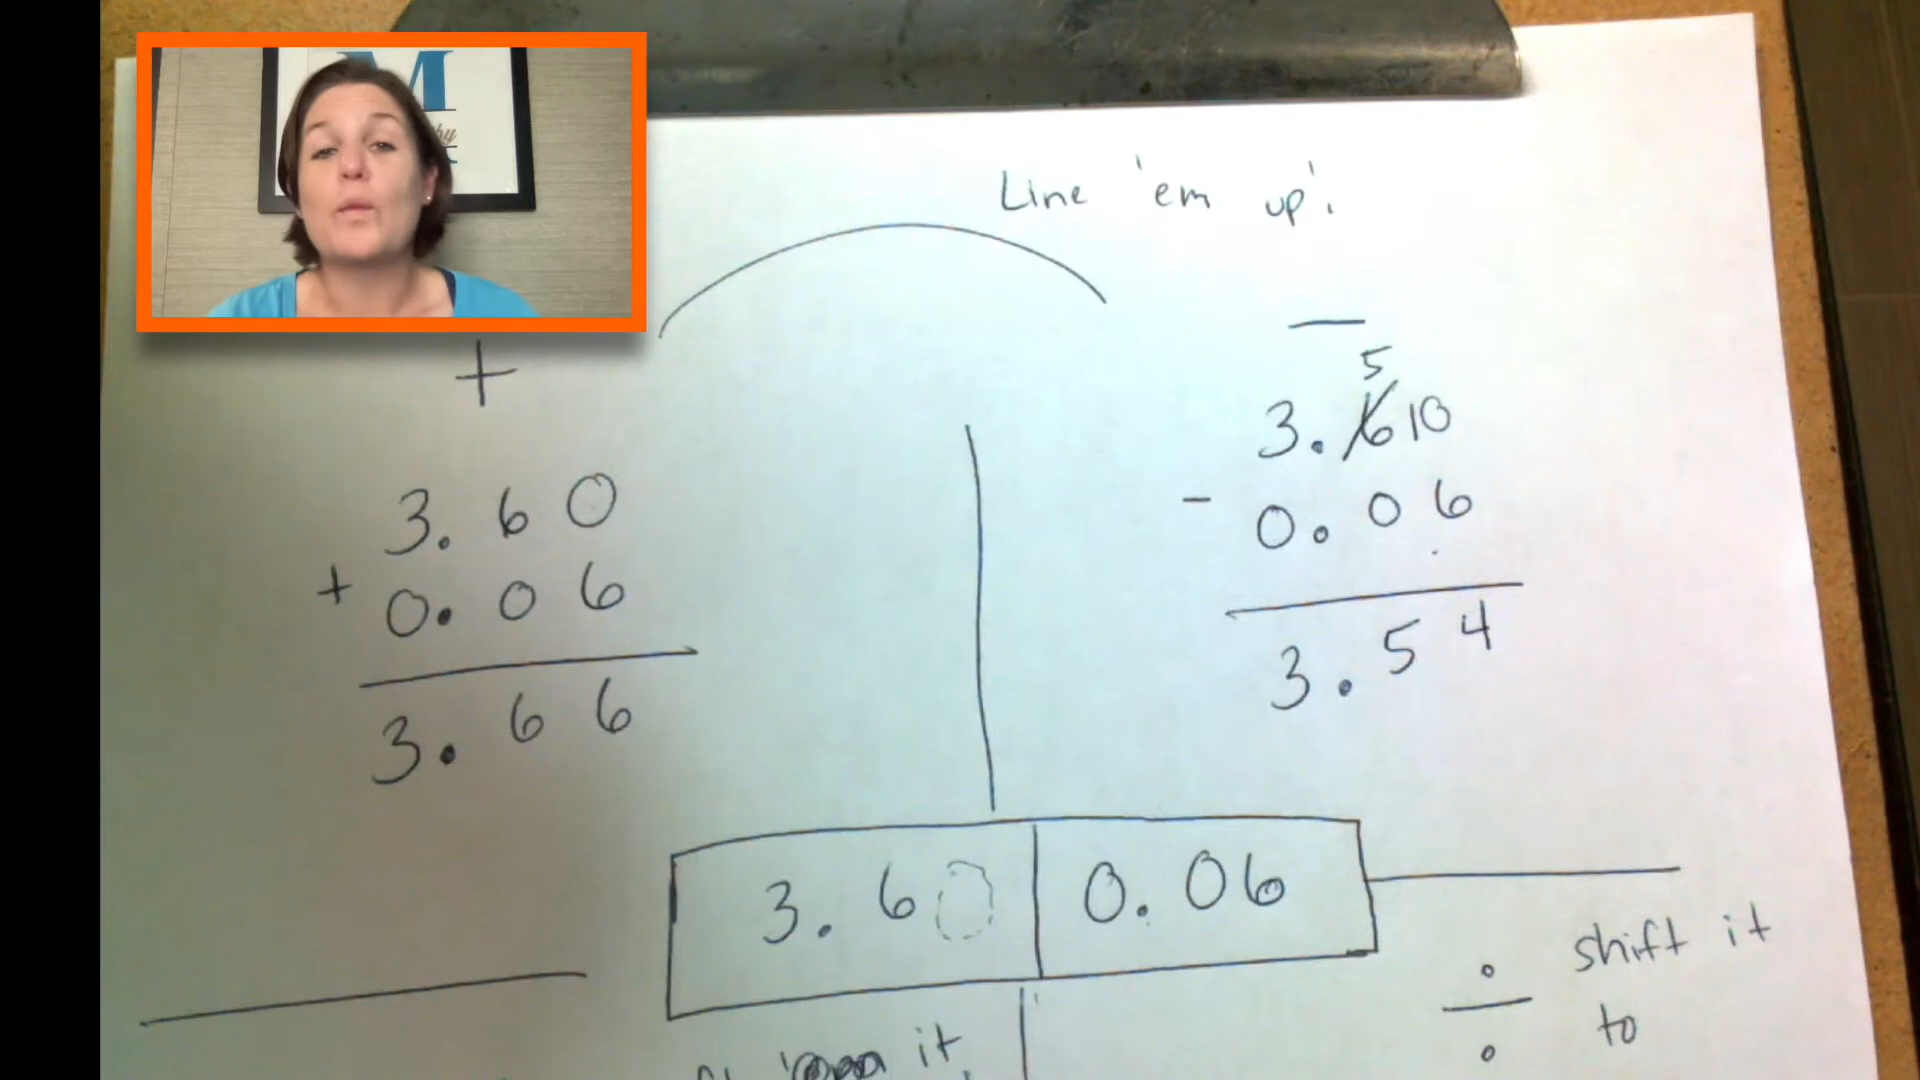 M
Line 'em up'.
+
3.60
+ 0.06
3.66
—
5
3.610
- 0.06
3.54
3.60 0.06
÷ shift it
to
it